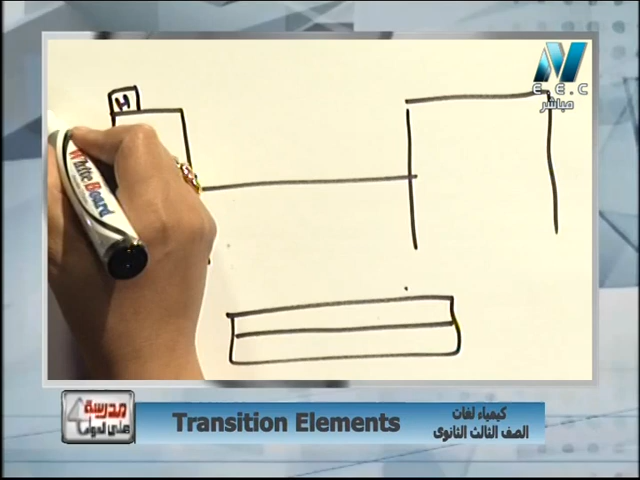 E. E. C
مباشر
H
White Board
مدرسة
على الهواء
Transition Elements
كيمياء لغات
الصف الثالث الثانوى